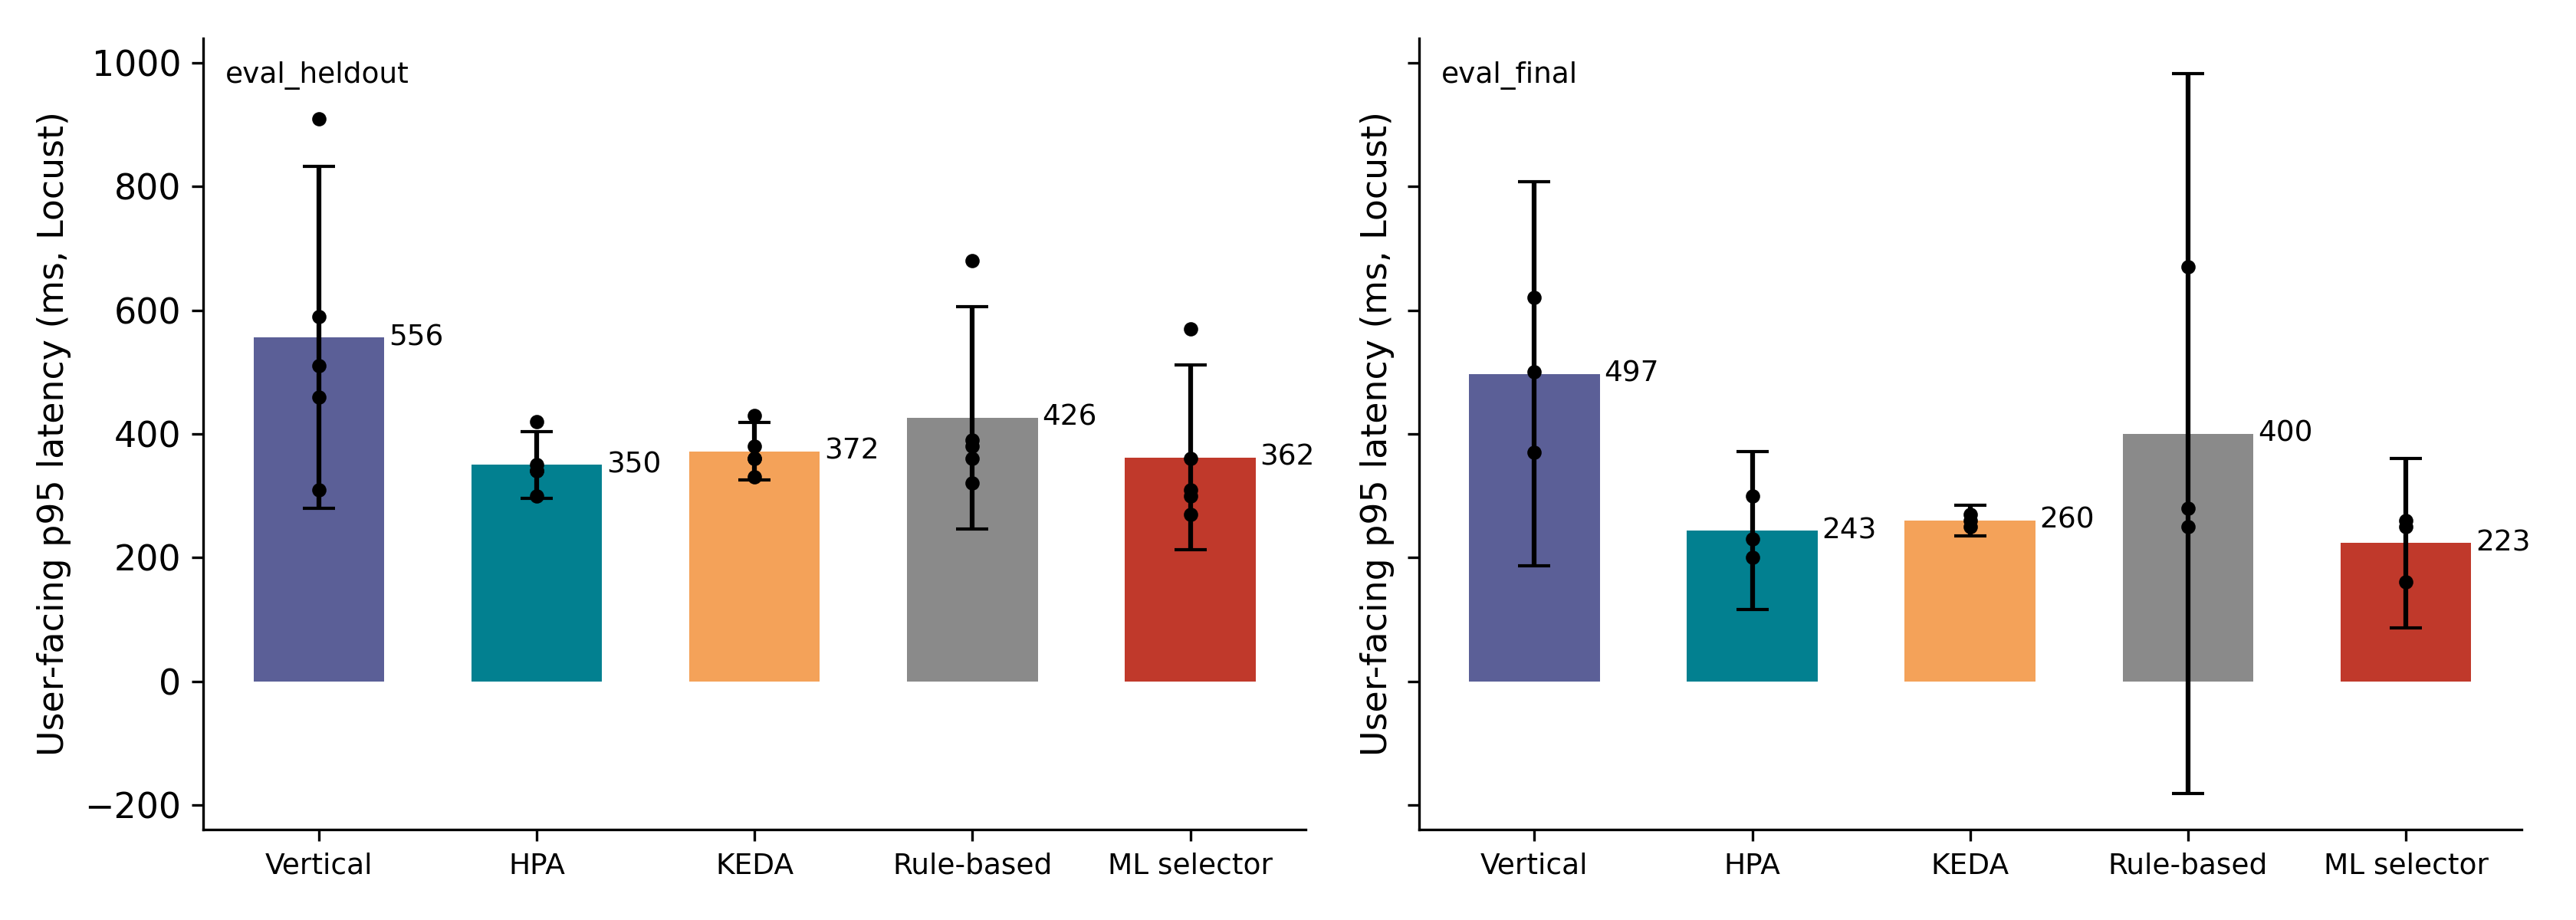 User-facing p95 latency (ms, Locust)
1000
800
600
400
200
0
−200
eval_heldout
556
350
372
426
362
Vertical
HPA
KEDA
Rule-based
ML selector
User-facing p95 latency (ms, Locust)
eval_final
497
243
260
400
223
Vertical
HPA
KEDA
Rule-based
ML selector